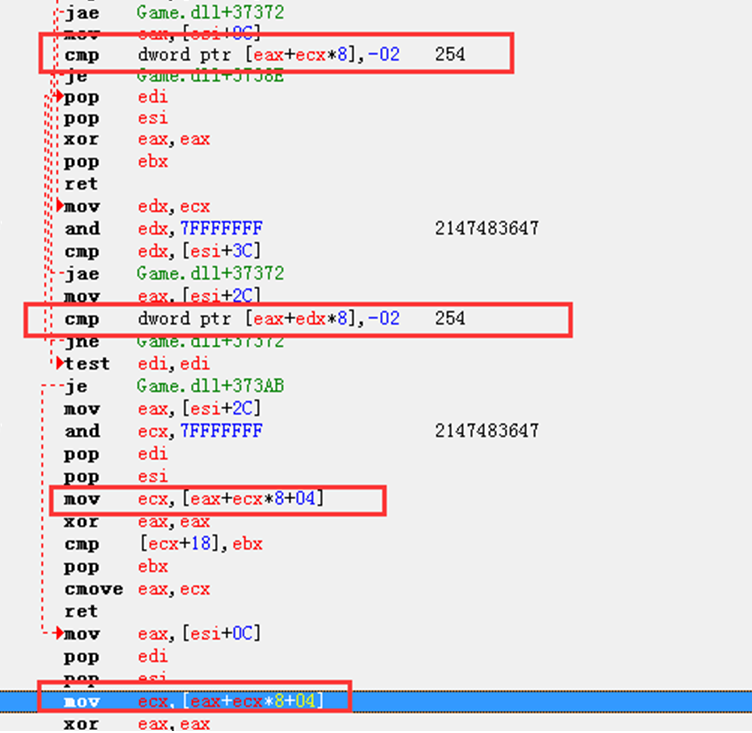 jae Game.dll+37372
mov eax,[esi+0C]
cmp dword ptr [eax+ecx*8],-02 254
je Game.dll+3738E
pop edi
pop esi
xor eax,eax
pop ebx
ret
mov edx,ecx
and edx,7FFFFFFF 2147483647
cmp edx,[esi+3C]
jae Game.dll+37372
mov eax,[esi+2C]
cmp dword ptr [eax+edx*8],-02 254
jne Game.dll+37372
test edi,edi
je Game.dll+373AB
mov eax,[esi+2C]
and ecx,7FFFFFFF 2147483647
pop edi
pop esi
mov ecx,[eax+ecx*8+04]
xor eax,eax
cmp [ecx+18],ebx
pop ebx
cmove eax,ecx
ret
mov eax,[esi+0C]
pop edi
pop esi
mov ecx,[eax+ecx*8+04]
xor eax,eax